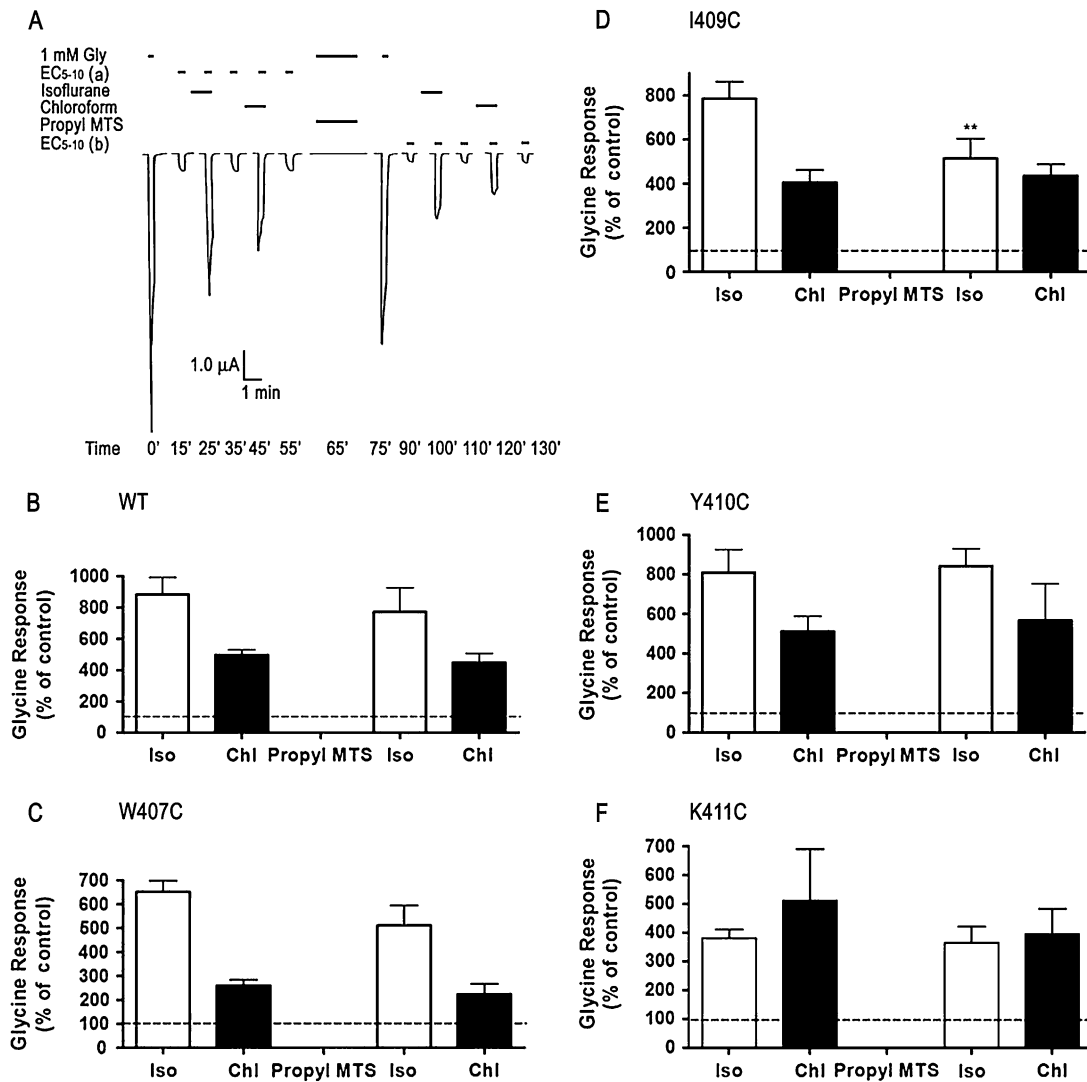 A
1 mM Gly
EC5-10 (a)
Isoflurane
Chloroform
Propyl MTS
EC5-10 (b)
1.0 μA
1 min
Time 0' 15' 25' 35' 45' 55' 65' 75' 90' 100' 110' 120' 130'
B WT
Glycine Response
(% of control)
1000
800
600
400
200
0
Iso Chl Propyl MTS Iso Chl
C W407C
Glycine Response
(% of control)
700
600
500
400
300
200
100
0
Iso Chl Propyl MTS Iso Chl
D I409C
Glycine Response
(% of control)
800
600
400
200
0
**
Iso Chl Propyl MTS Iso Chl
E Y410C
Glycine Response
(% of control)
1000
800
600
400
200
0
Iso Chl Propyl MTS Iso Chl
F K411C
Glycine Response
(% of control)
700
600
500
400
300
200
100
0
Iso Chl Propyl MTS Iso Chl